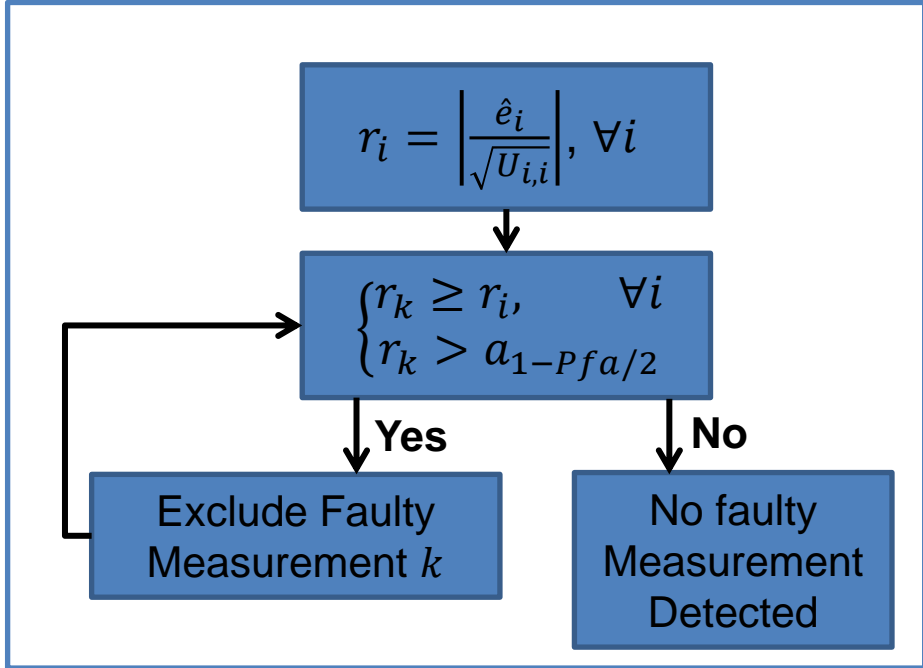 r_i = |ê_i / √U_{i,i}|, ∀i
{r_k ≥ r_i, ∀i
r_k > a_{1−Pfa/2}
Yes
No
Exclude Faulty
Measurement k
No faulty
Measurement
Detected